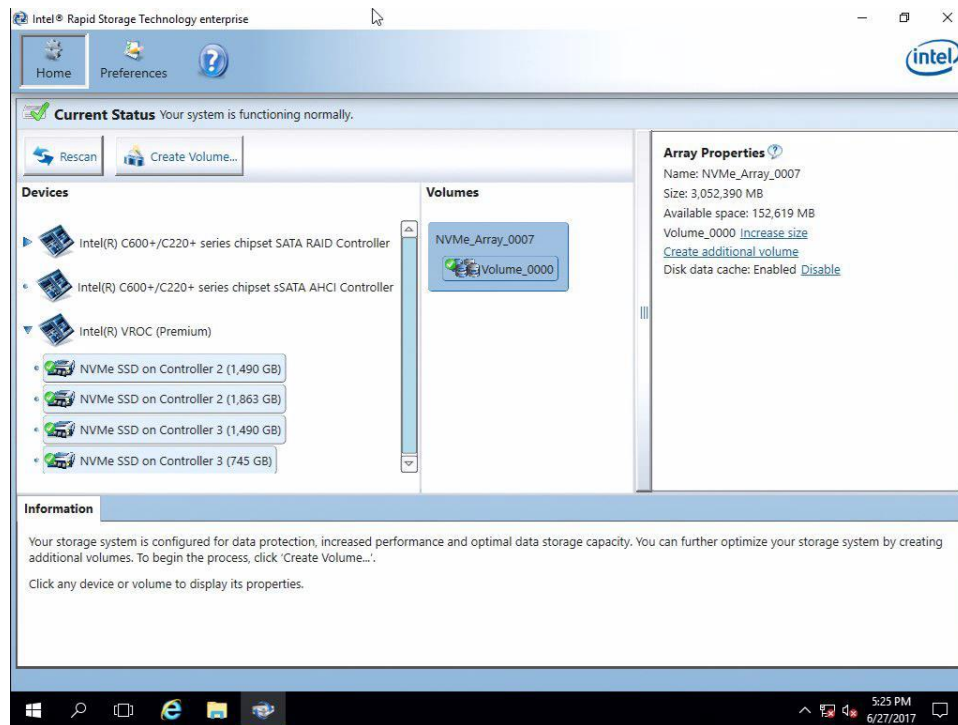 Intel® Rapid Storage Technology enterprise
Home
Preferences
?
intel
Current Status Your system is functioning normally.
Rescan
Create Volume...
Devices
Intel(R) C600+/C220+ series chipset SATA RAID Controller
Intel(R) C600+/C220+ series chipset sSATA AHCI Controller
Intel(R) VROC (Premium)
NVMe SSD on Controller 2 (1,490 GB)
NVMe SSD on Controller 2 (1,863 GB)
NVMe SSD on Controller 3 (1,490 GB)
NVMe SSD on Controller 3 (745 GB)
Volumes
NVMe_Array_0007
Volume_0000
Array Properties ?
Name: NVMe_Array_0007
Size: 3,052,390 MB
Available space: 152,619 MB
Volume_0000 Increase size
Create additional volume
Disk data cache: Enabled Disable
Information
Your storage system is configured for data protection, increased performance and optimal data storage capacity. You can further optimize your storage system by creating
additional volumes. To begin the process, click 'Create Volume...'.
Click any device or volume to display its properties.
5:25 PM
6/27/2017